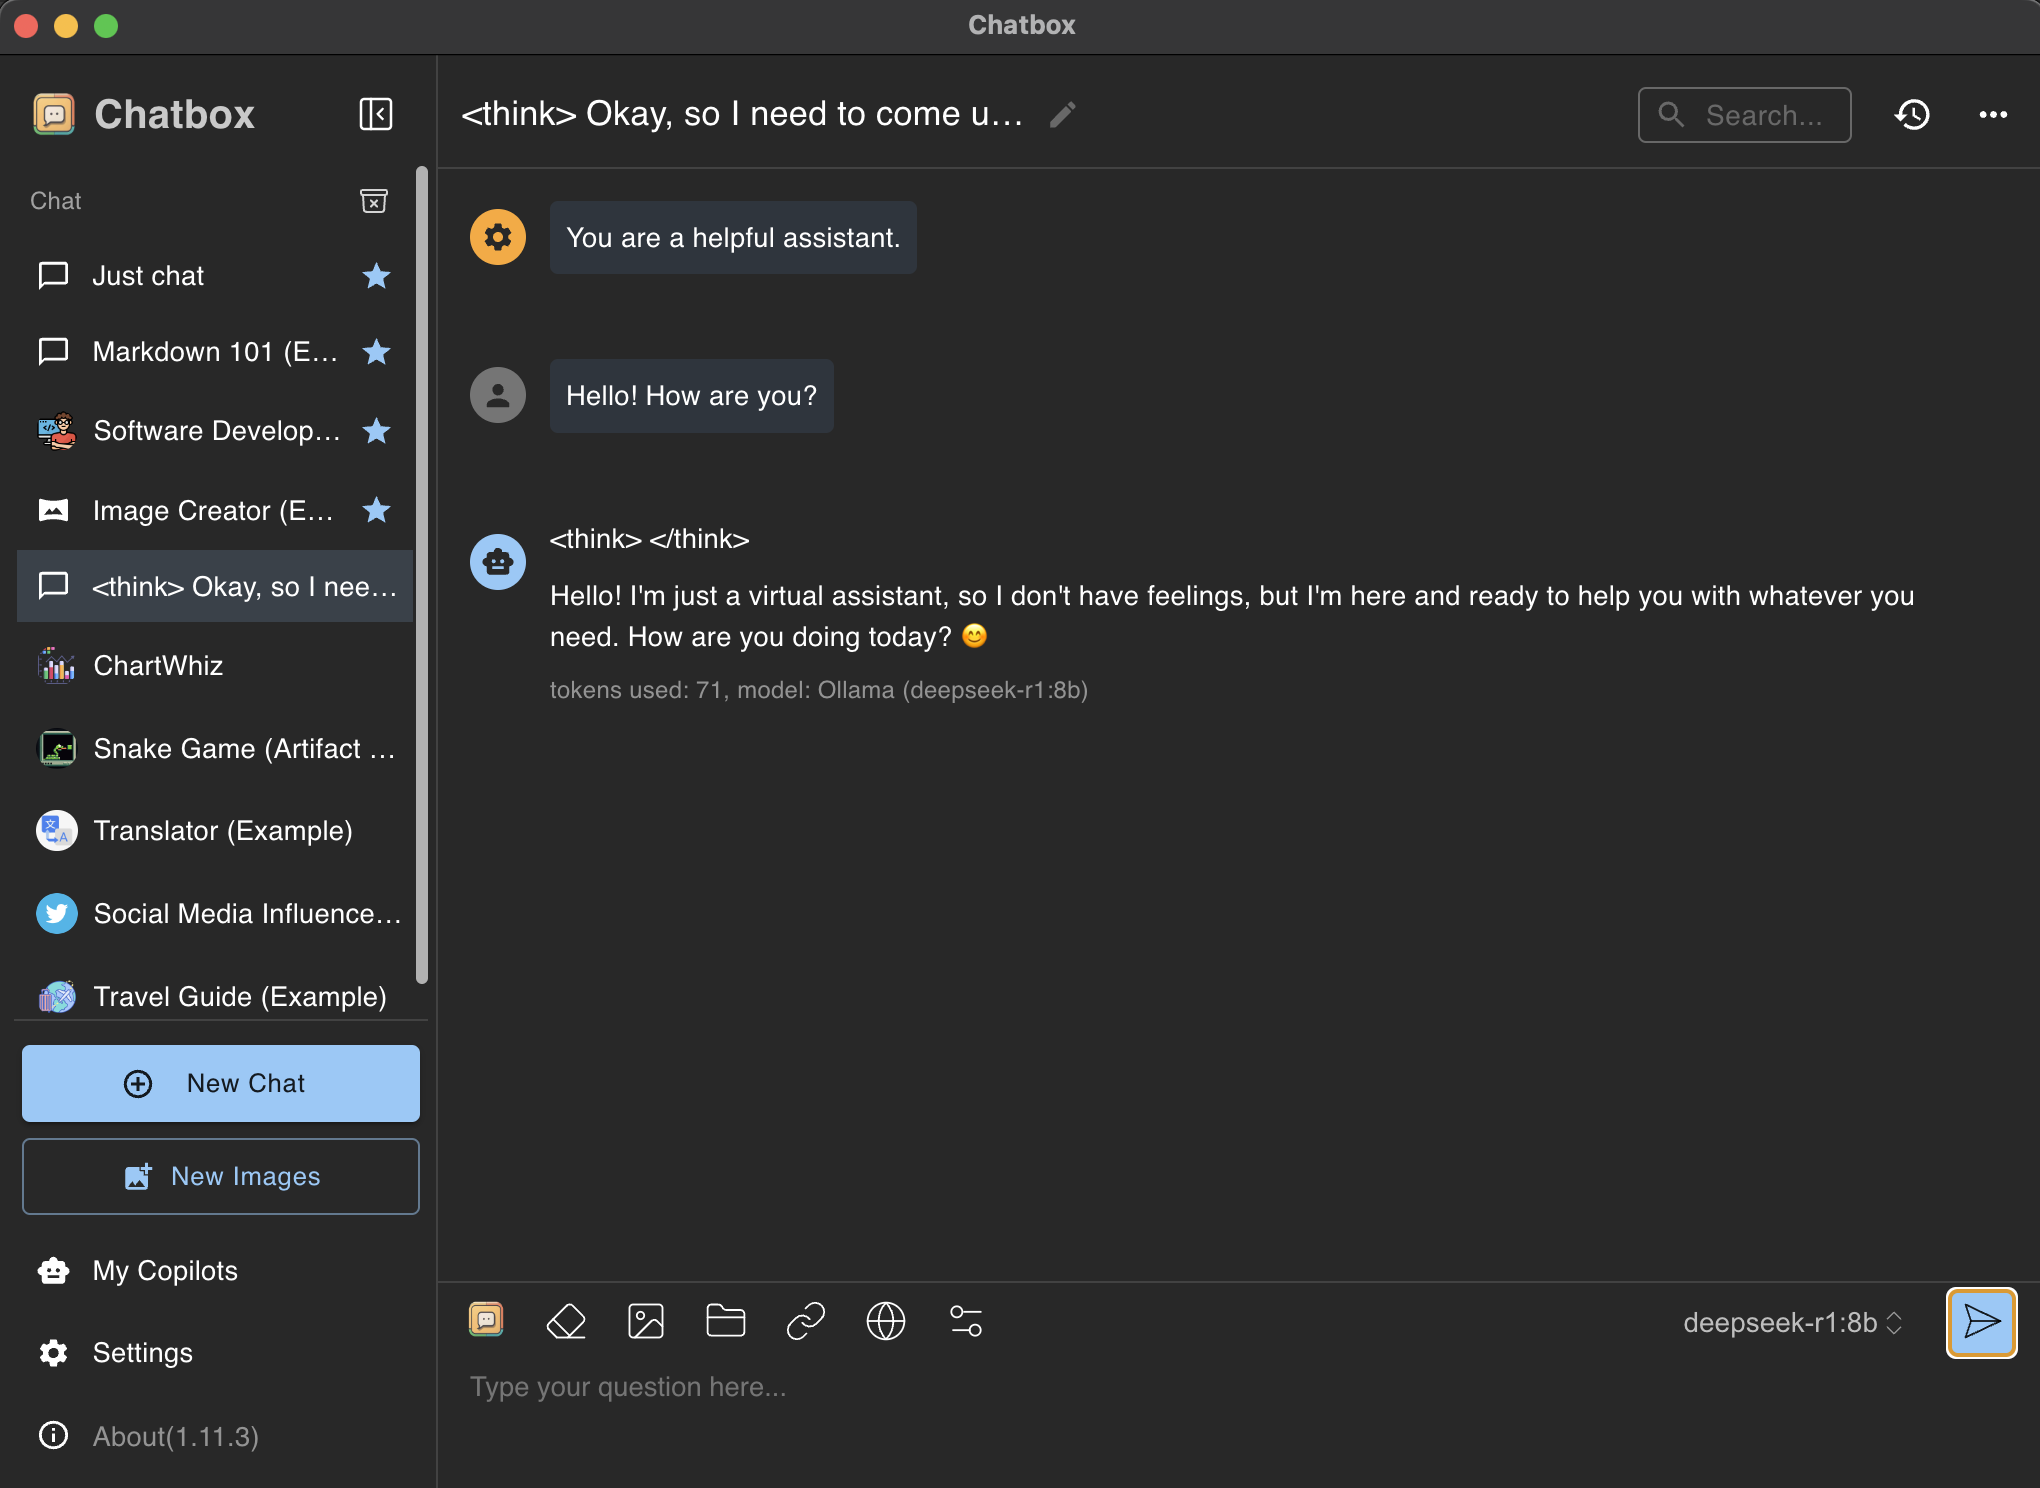 Chatbox
Chatbox
Chat
Just chat
Markdown 101 (E...
Software Develop...
Image Creator (E...
<think> Okay, so I nee...
ChartWhiz
Snake Game (Artifact ...
Translator (Example)
Social Media Influence...
Travel Guide (Example)
New Chat
New Images
My Copilots
Settings
About(1.11.3)
<think> Okay, so I need to come u...
Search...
You are a helpful assistant.
Hello! How are you?
<think> </think>
Hello! I'm just a virtual assistant, so I don't have feelings, but I'm here and ready to help you with whatever you
need. How are you doing today? 😊
tokens used: 71, model: Ollama (deepseek-r1:8b)
deepseek-r1:8b
Type your question here...